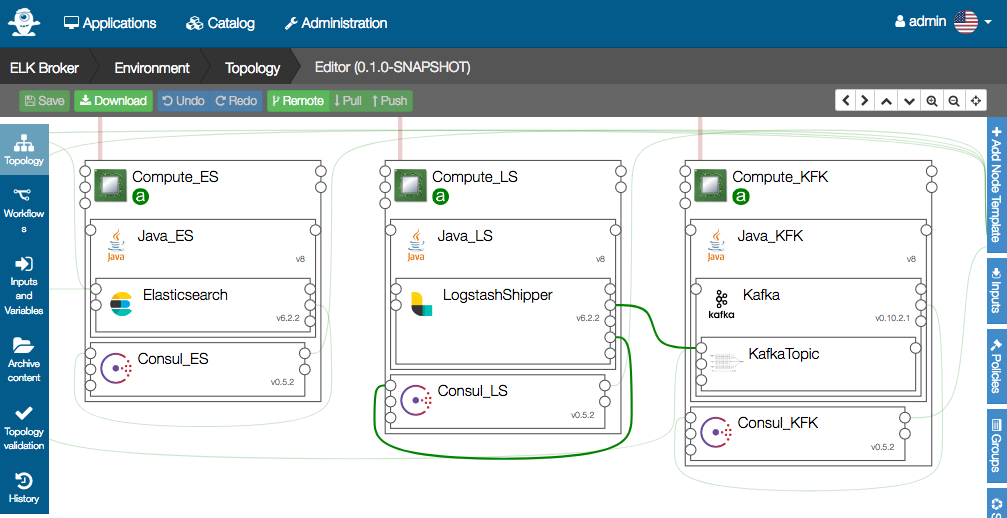 Applications
Catalog
Administration
admin
ELK Broker
Environment
Topology
Editor (0.1.0-SNAPSHOT)
Save
Download
Undo
Redo
Remote
Pull
Push
Topology
Workflow
s
Inputs
and
Variables
Archive
content
Topology
validation
History
Compute_ES
a
Java_ES
Java
v8
Elasticsearch
v6.2.2
Consul_ES
v0.5.2
Compute_LS
a
Java_LS
Java
v8
LogstashShipper
v6.2.2
Consul_LS
v0.5.2
Compute_KFK
a
Java_KFK
Java
v8
Kafka
kafka
v0.10.2.1
KafkaTopic
Consul_KFK
v0.5.2
Add Node Template
Inputs
Policies
Groups